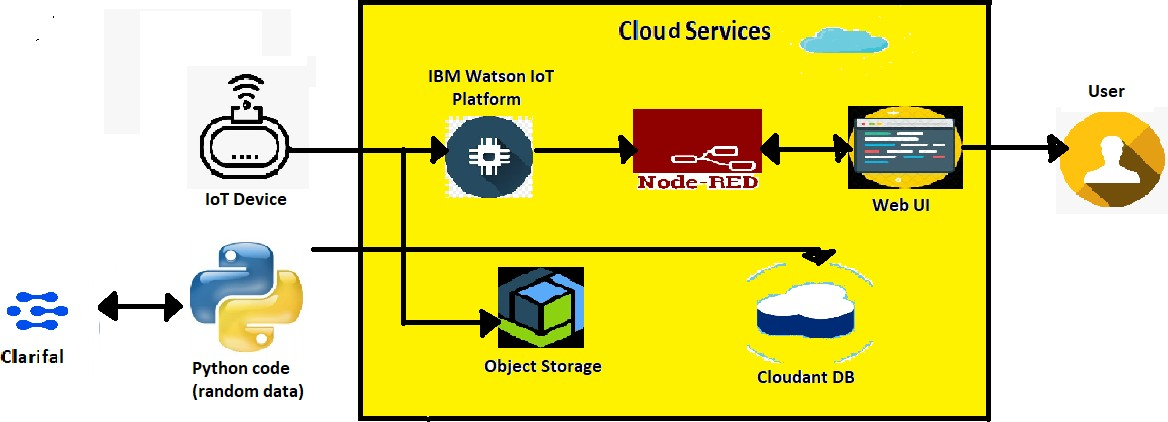 Cloud Services
IBM Watson IoT
Platform
User
Node-RED
IoT Device
Web UI
Clarifal
Python code
(random data)
Object Storage
Cloudant DB